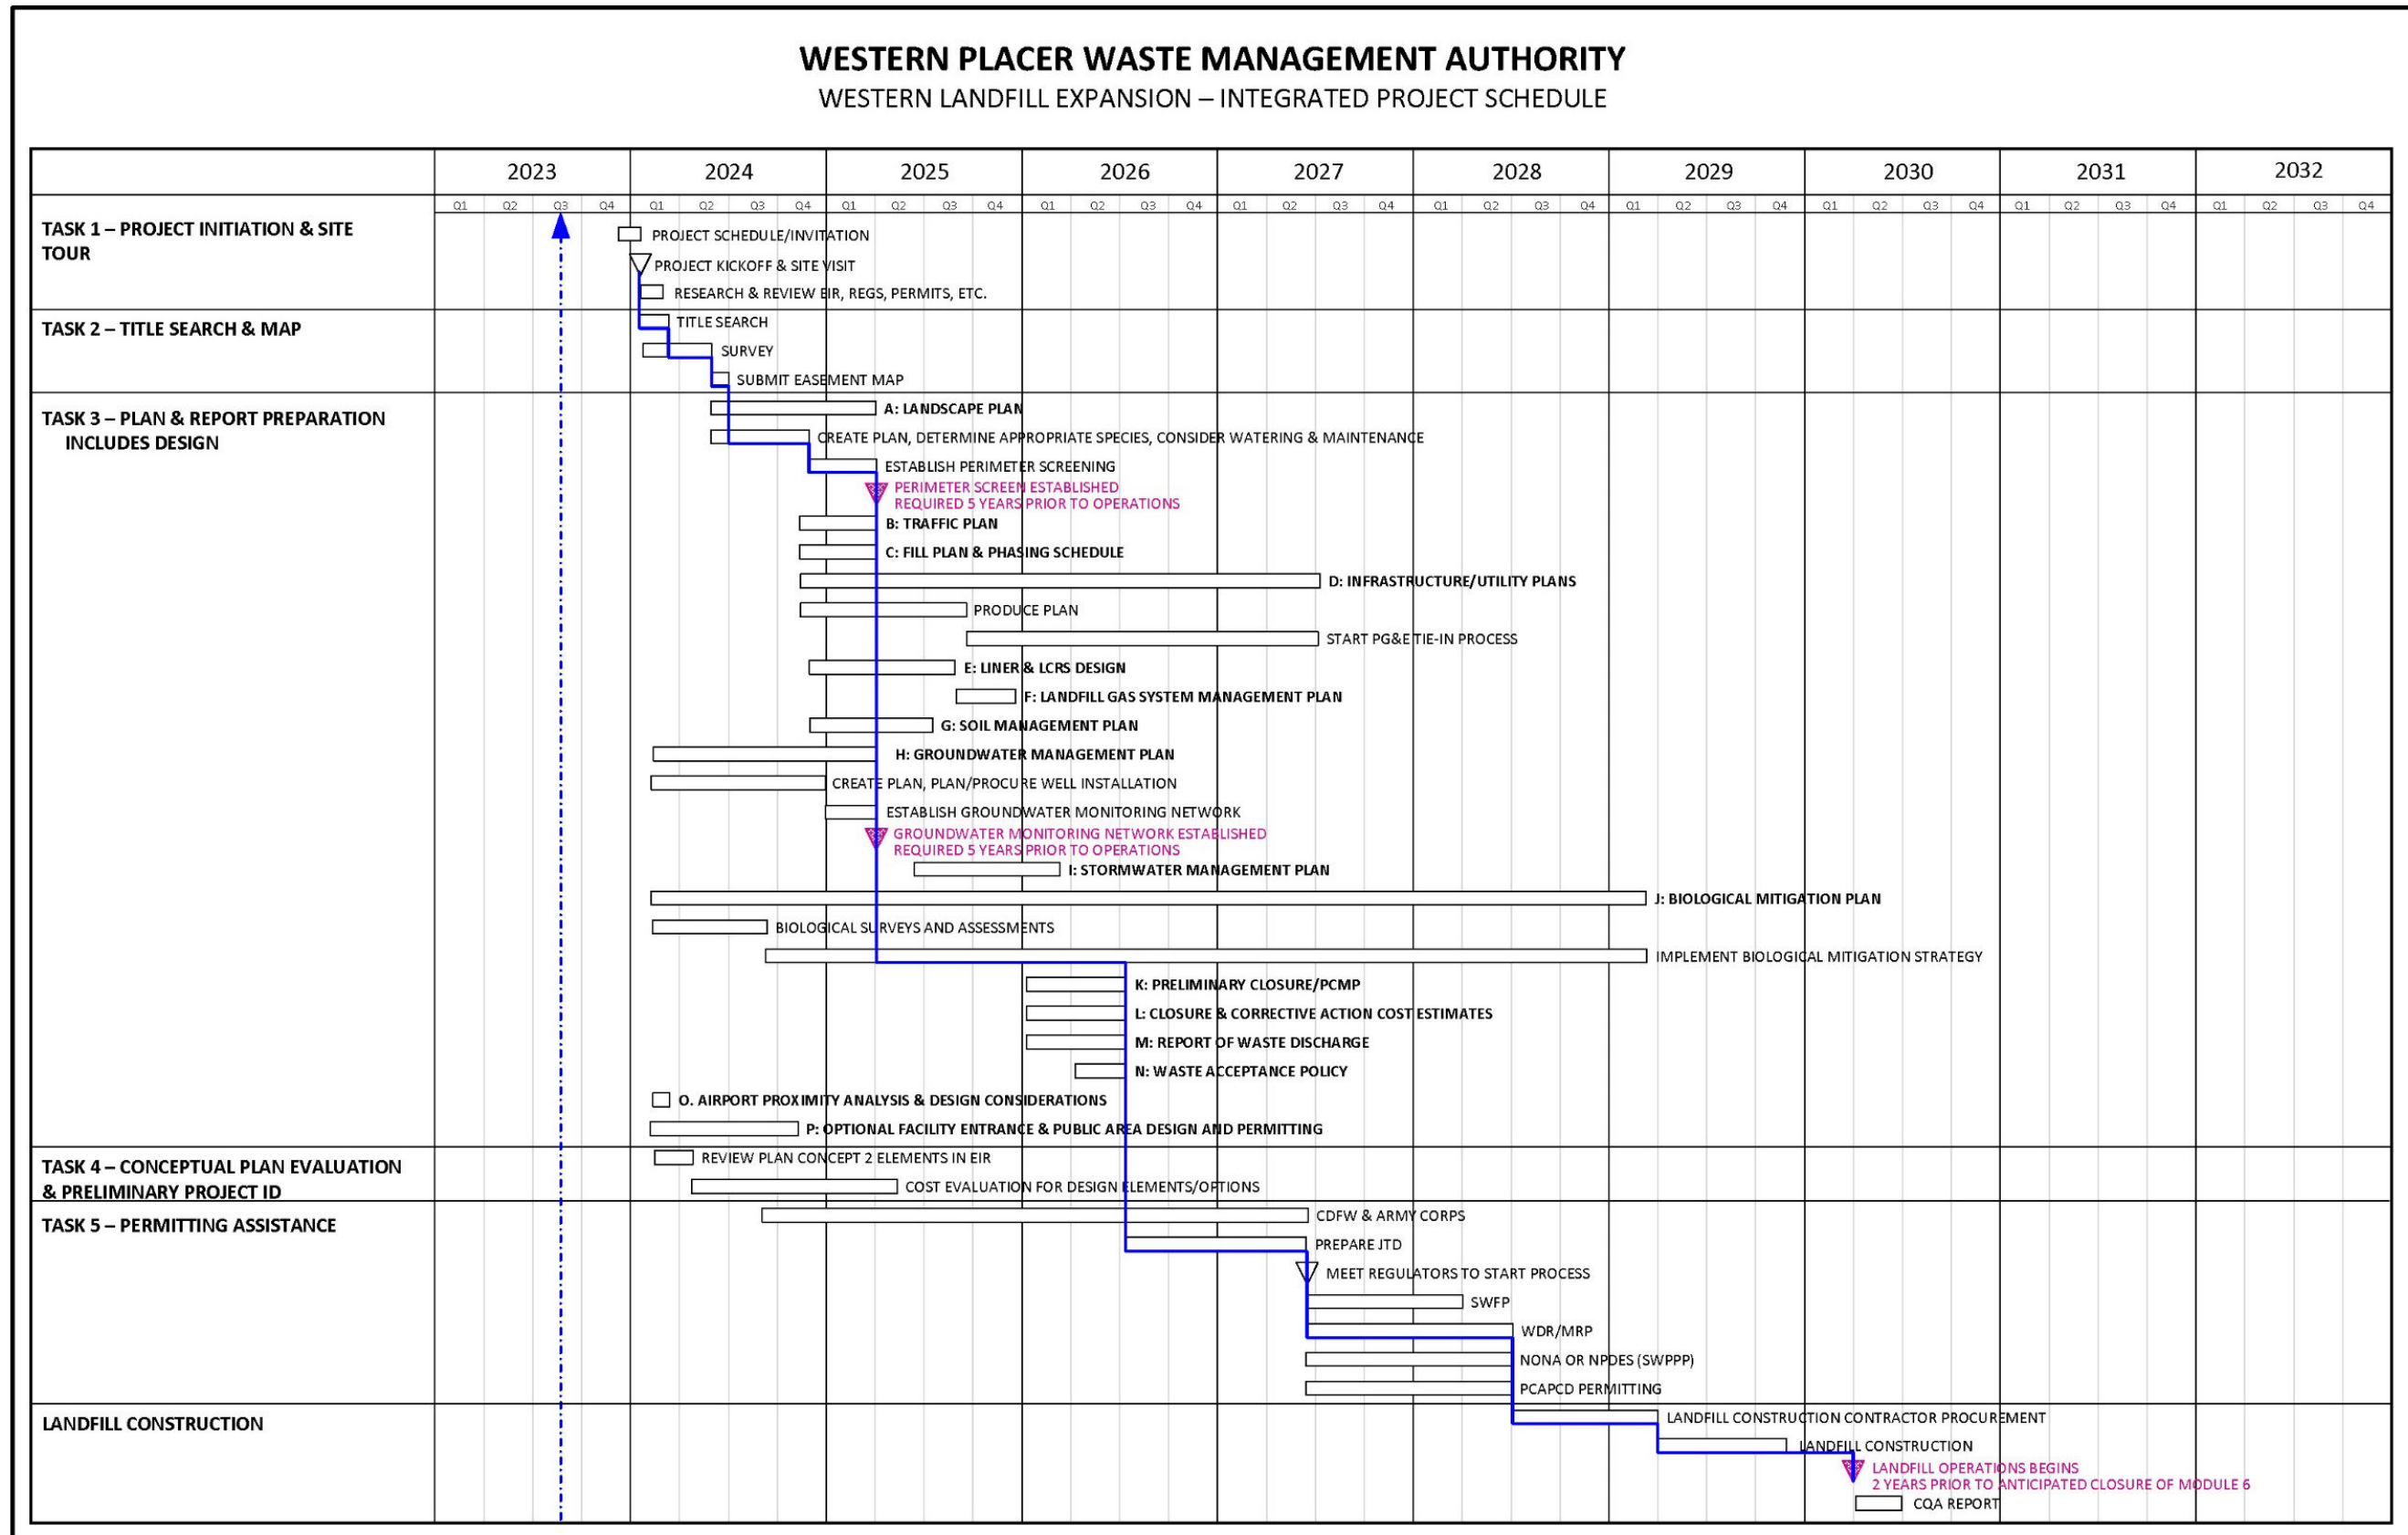 WESTERN PLACER WASTE MANAGEMENT AUTHORITY
WESTERN LANDFILL EXPANSION – INTEGRATED PROJECT SCHEDULE
2023 2024 2025 2026 2027 2028 2029 2030 2031 2032
Q1 Q2 Q3 Q4 Q1 Q2 Q3 Q4 Q1 Q2 Q3 Q4 Q1 Q2 Q3 Q4 Q1 Q2 Q3 Q4 Q1 Q2 Q3 Q4 Q1 Q2 Q3 Q4 Q1 Q2 Q3 Q4 Q1 Q2 Q3 Q4 Q1 Q2 Q3 Q4
TASK 1 – PROJECT INITIATION & SITE
TOUR
PROJECT SCHEDULE/INVITATION
PROJECT KICKOFF & SITE VISIT
RESEARCH & REVIEW EIR, REGS, PERMITS, ETC.
TASK 2 – TITLE SEARCH & MAP
TITLE SEARCH
SURVEY
SUBMIT EASEMENT MAP
TASK 3 – PLAN & REPORT PREPARATION
INCLUDES DESIGN
A: LANDSCAPE PLAN
CREATE PLAN, DETERMINE APPROPRIATE SPECIES, CONSIDER WATERING & MAINTENANCE
ESTABLISH PERIMETER SCREENING
PERIMETER SCREEN ESTABLISHED
REQUIRED 5 YEARS PRIOR TO OPERATIONS
B: TRAFFIC PLAN
C: FILL PLAN & PHASING SCHEDULE
D: INFRASTRUCTURE/UTILITY PLANS
PRODUCE PLAN
START PG&E TIE-IN PROCESS
E: LINER & LCRS DESIGN
F: LANDFILL GAS SYSTEM MANAGEMENT PLAN
G: SOIL MANAGEMENT PLAN
H: GROUNDWATER MANAGEMENT PLAN
CREATE PLAN, PLAN/PROCURE WELL INSTALLATION
ESTABLISH GROUNDWATER MONITORING NETWORK
GROUNDWATER MONITORING NETWORK ESTABLISHED
REQUIRED 5 YEARS PRIOR TO OPERATIONS
I: STORMWATER MANAGEMENT PLAN
J: BIOLOGICAL MITIGATION PLAN
BIOLOGICAL SURVEYS AND ASSESSMENTS
IMPLEMENT BIOLOGICAL MITIGATION STRATEGY
K: PRELIMINARY CLOSURE/PCMP
L: CLOSURE & CORRECTIVE ACTION COST ESTIMATES
M: REPORT OF WASTE DISCHARGE
N: WASTE ACCEPTANCE POLICY
O. AIRPORT PROXIMITY ANALYSIS & DESIGN CONSIDERATIONS
P: OPTIONAL FACILITY ENTRANCE & PUBLIC AREA DESIGN AND PERMITTING
TASK 4 – CONCEPTUAL PLAN EVALUATION
& PRELIMINARY PROJECT ID
REVIEW PLAN CONCEPT 2 ELEMENTS IN EIR
COST EVALUATION FOR DESIGN ELEMENTS/OPTIONS
TASK 5 – PERMITTING ASSISTANCE
CDFW & ARMY CORPS
PREPARE JTD
MEET REGULATORS TO START PROCESS
SWFP
WDR/MRP
NONA OR NPDES (SWPPP)
PCAPCD PERMITTING
LANDFILL CONSTRUCTION
LANDFILL CONSTRUCTION CONTRACTOR PROCUREMENT
LANDFILL CONSTRUCTION
LANDFILL OPERATIONS BEGINS
2 YEARS PRIOR TO ANTICIPATED CLOSURE OF MODULE 6
CQA REPORT